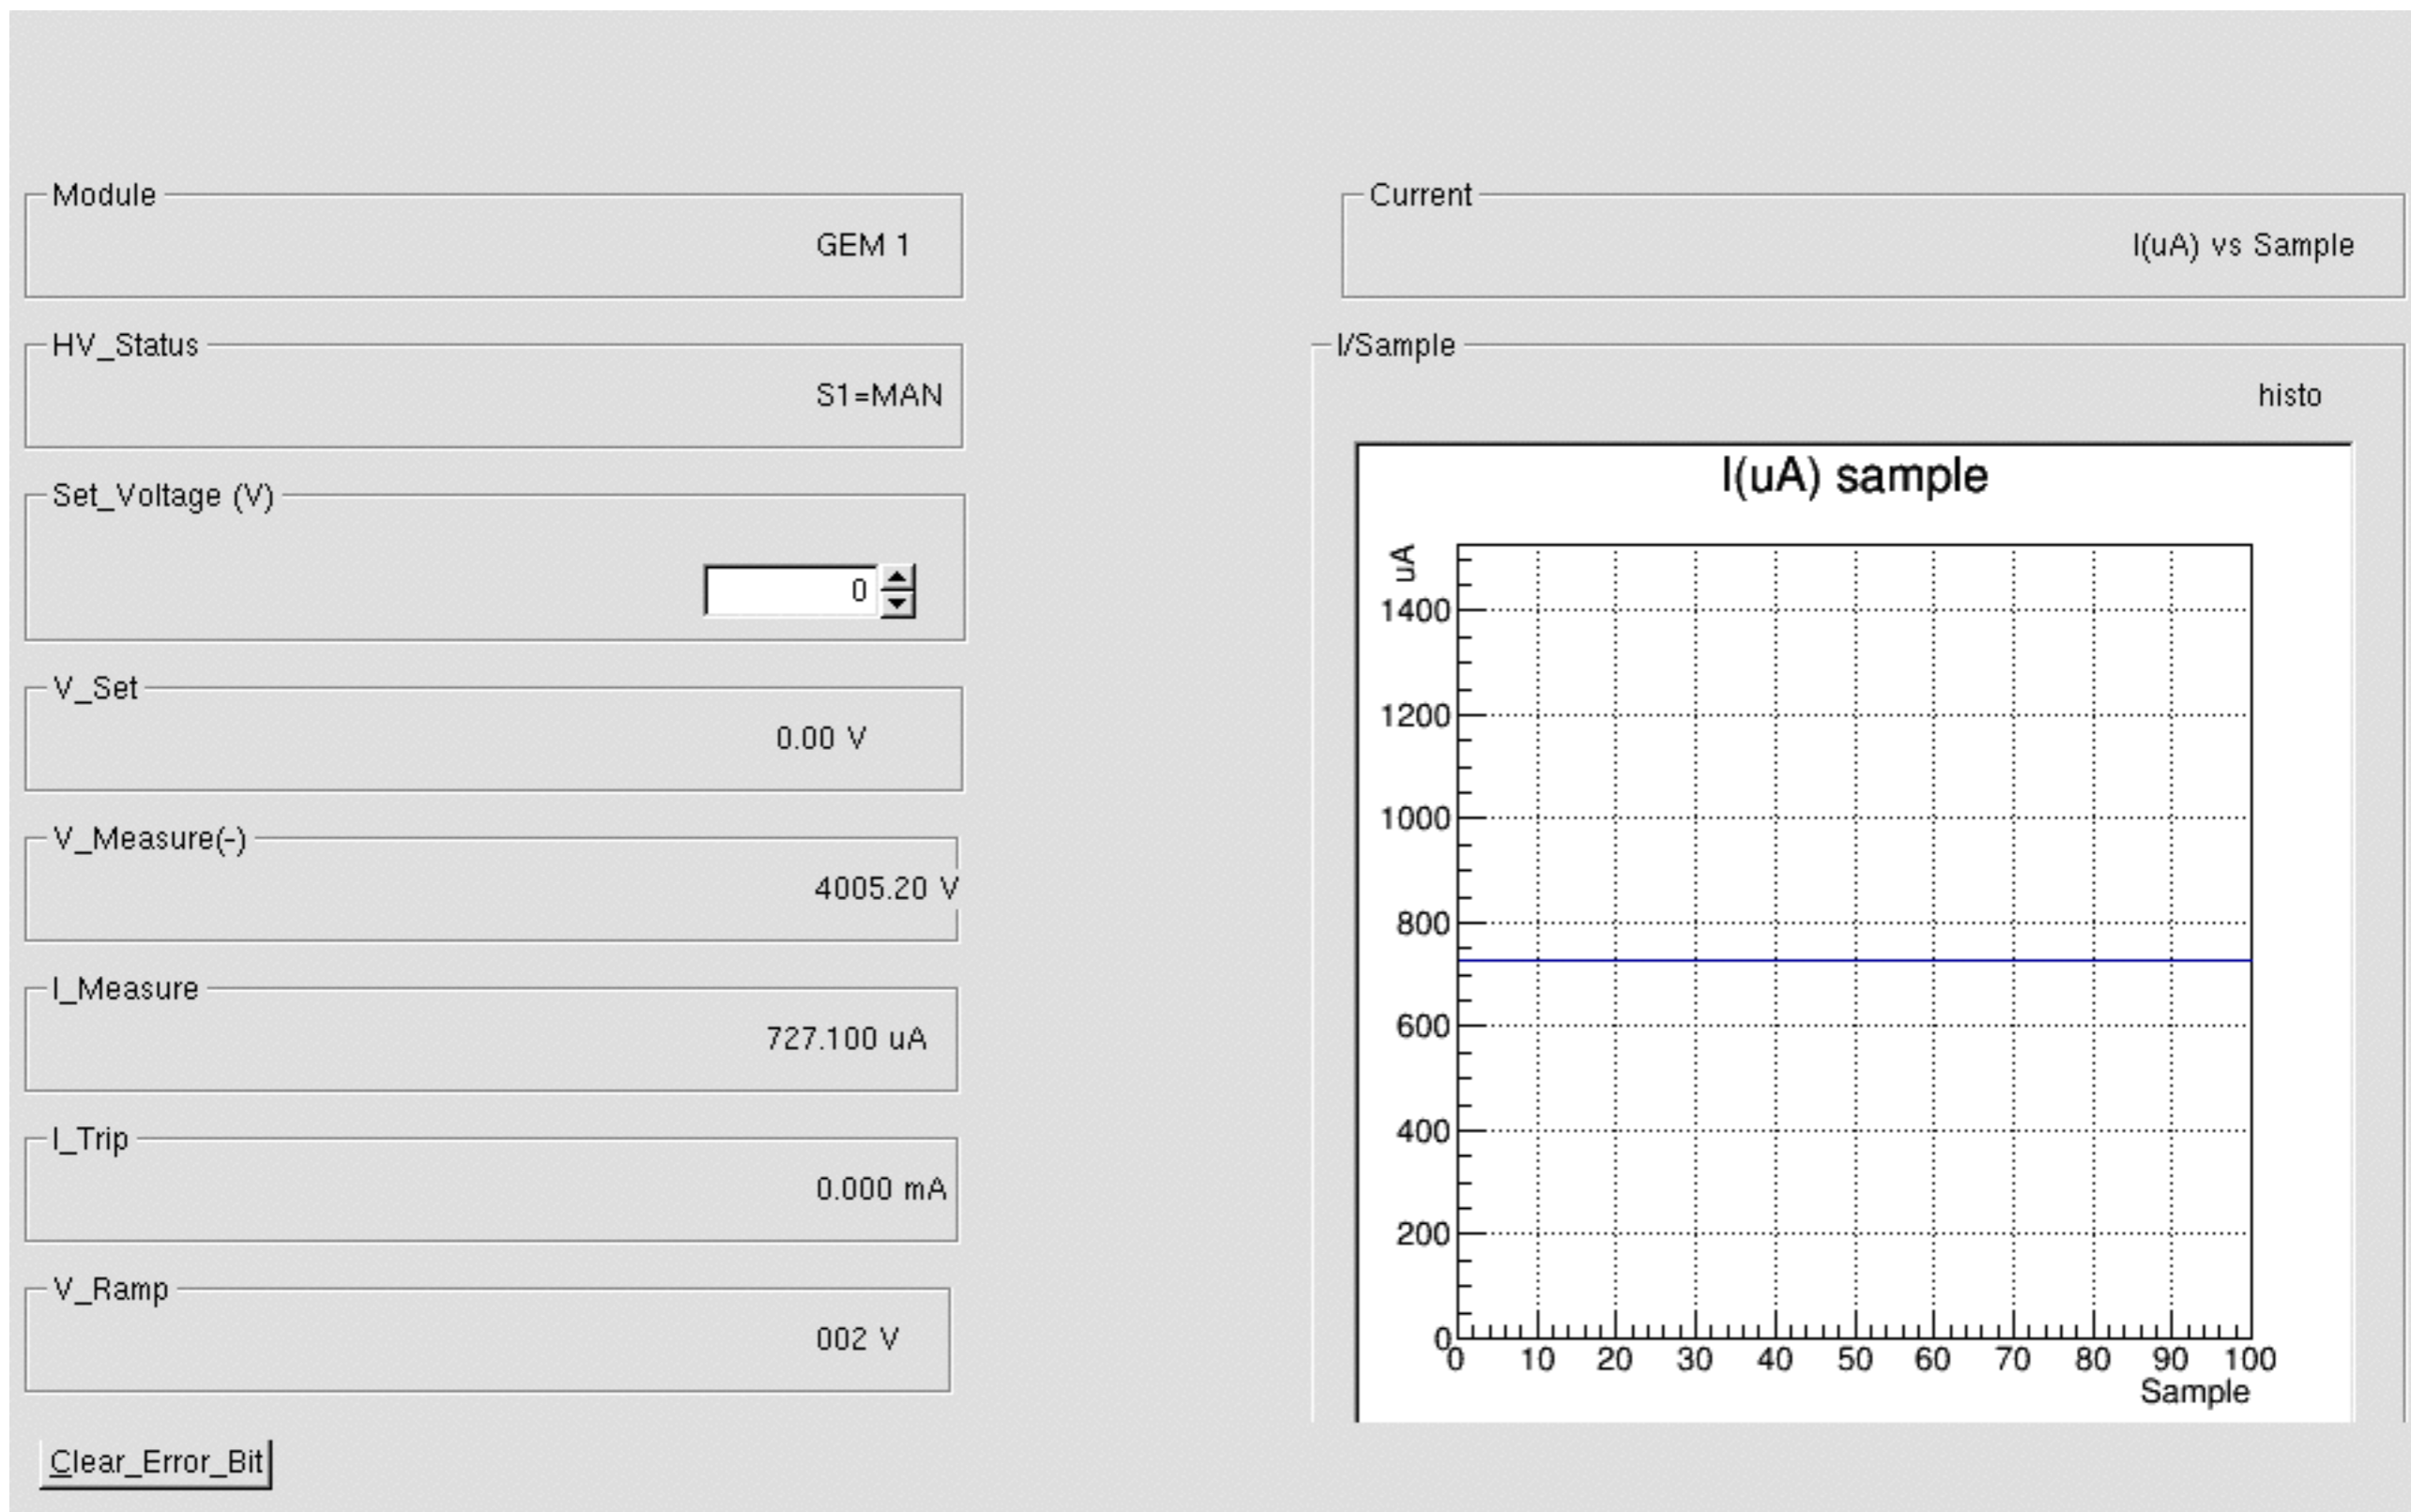 Module
GEM 1
HV_Status
S1=MAN
Set_Voltage (V)
0
V_Set
0.00 V
V_Measure(-)
4005.20 V
I_Measure
727.100 uA
I_Trip
0.000 mA
V_Ramp
002 V
Clear_Error_Bit
Current
I(uA) vs Sample
I/Sample
histo
I(uA) sample
uA
1400
1200
1000
800
600
400
200
0
0 10 20 30 40 50 60 70 80 90 100
Sample